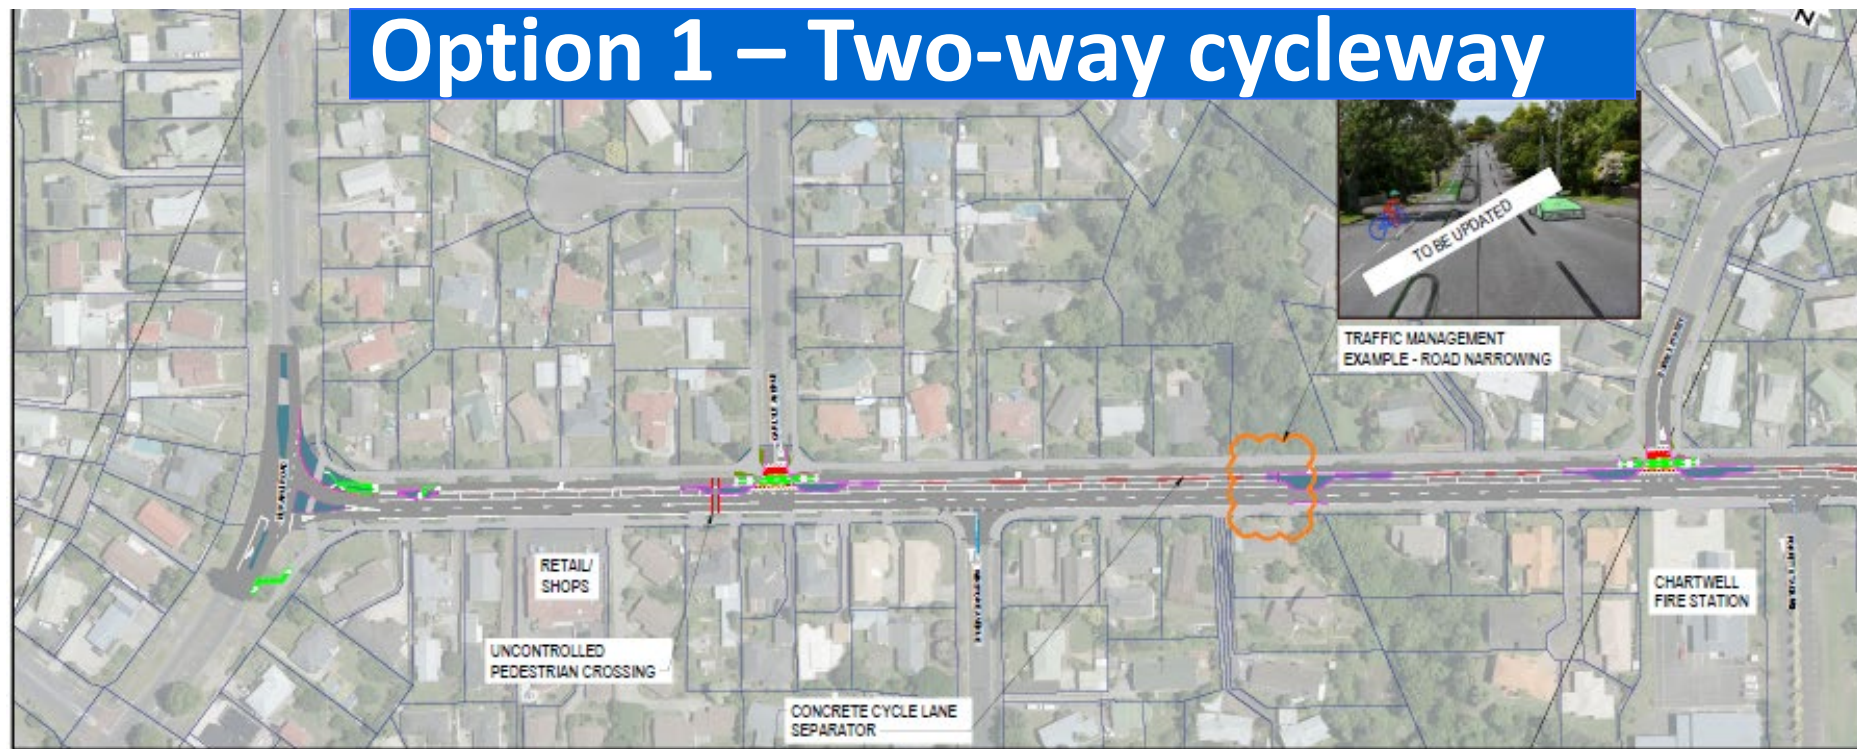 Option 1 – Two-way cycleway
TO BE UPDATED
TRAFFIC MANAGEMENT
EXAMPLE - ROAD NARROWING
RETAIL/
SHOPS
UNCONTROLLED
PEDESTRIAN CROSSING
CHARTWELL
FIRE STATION
CONCRETE CYCLE LANE
SEPARATOR